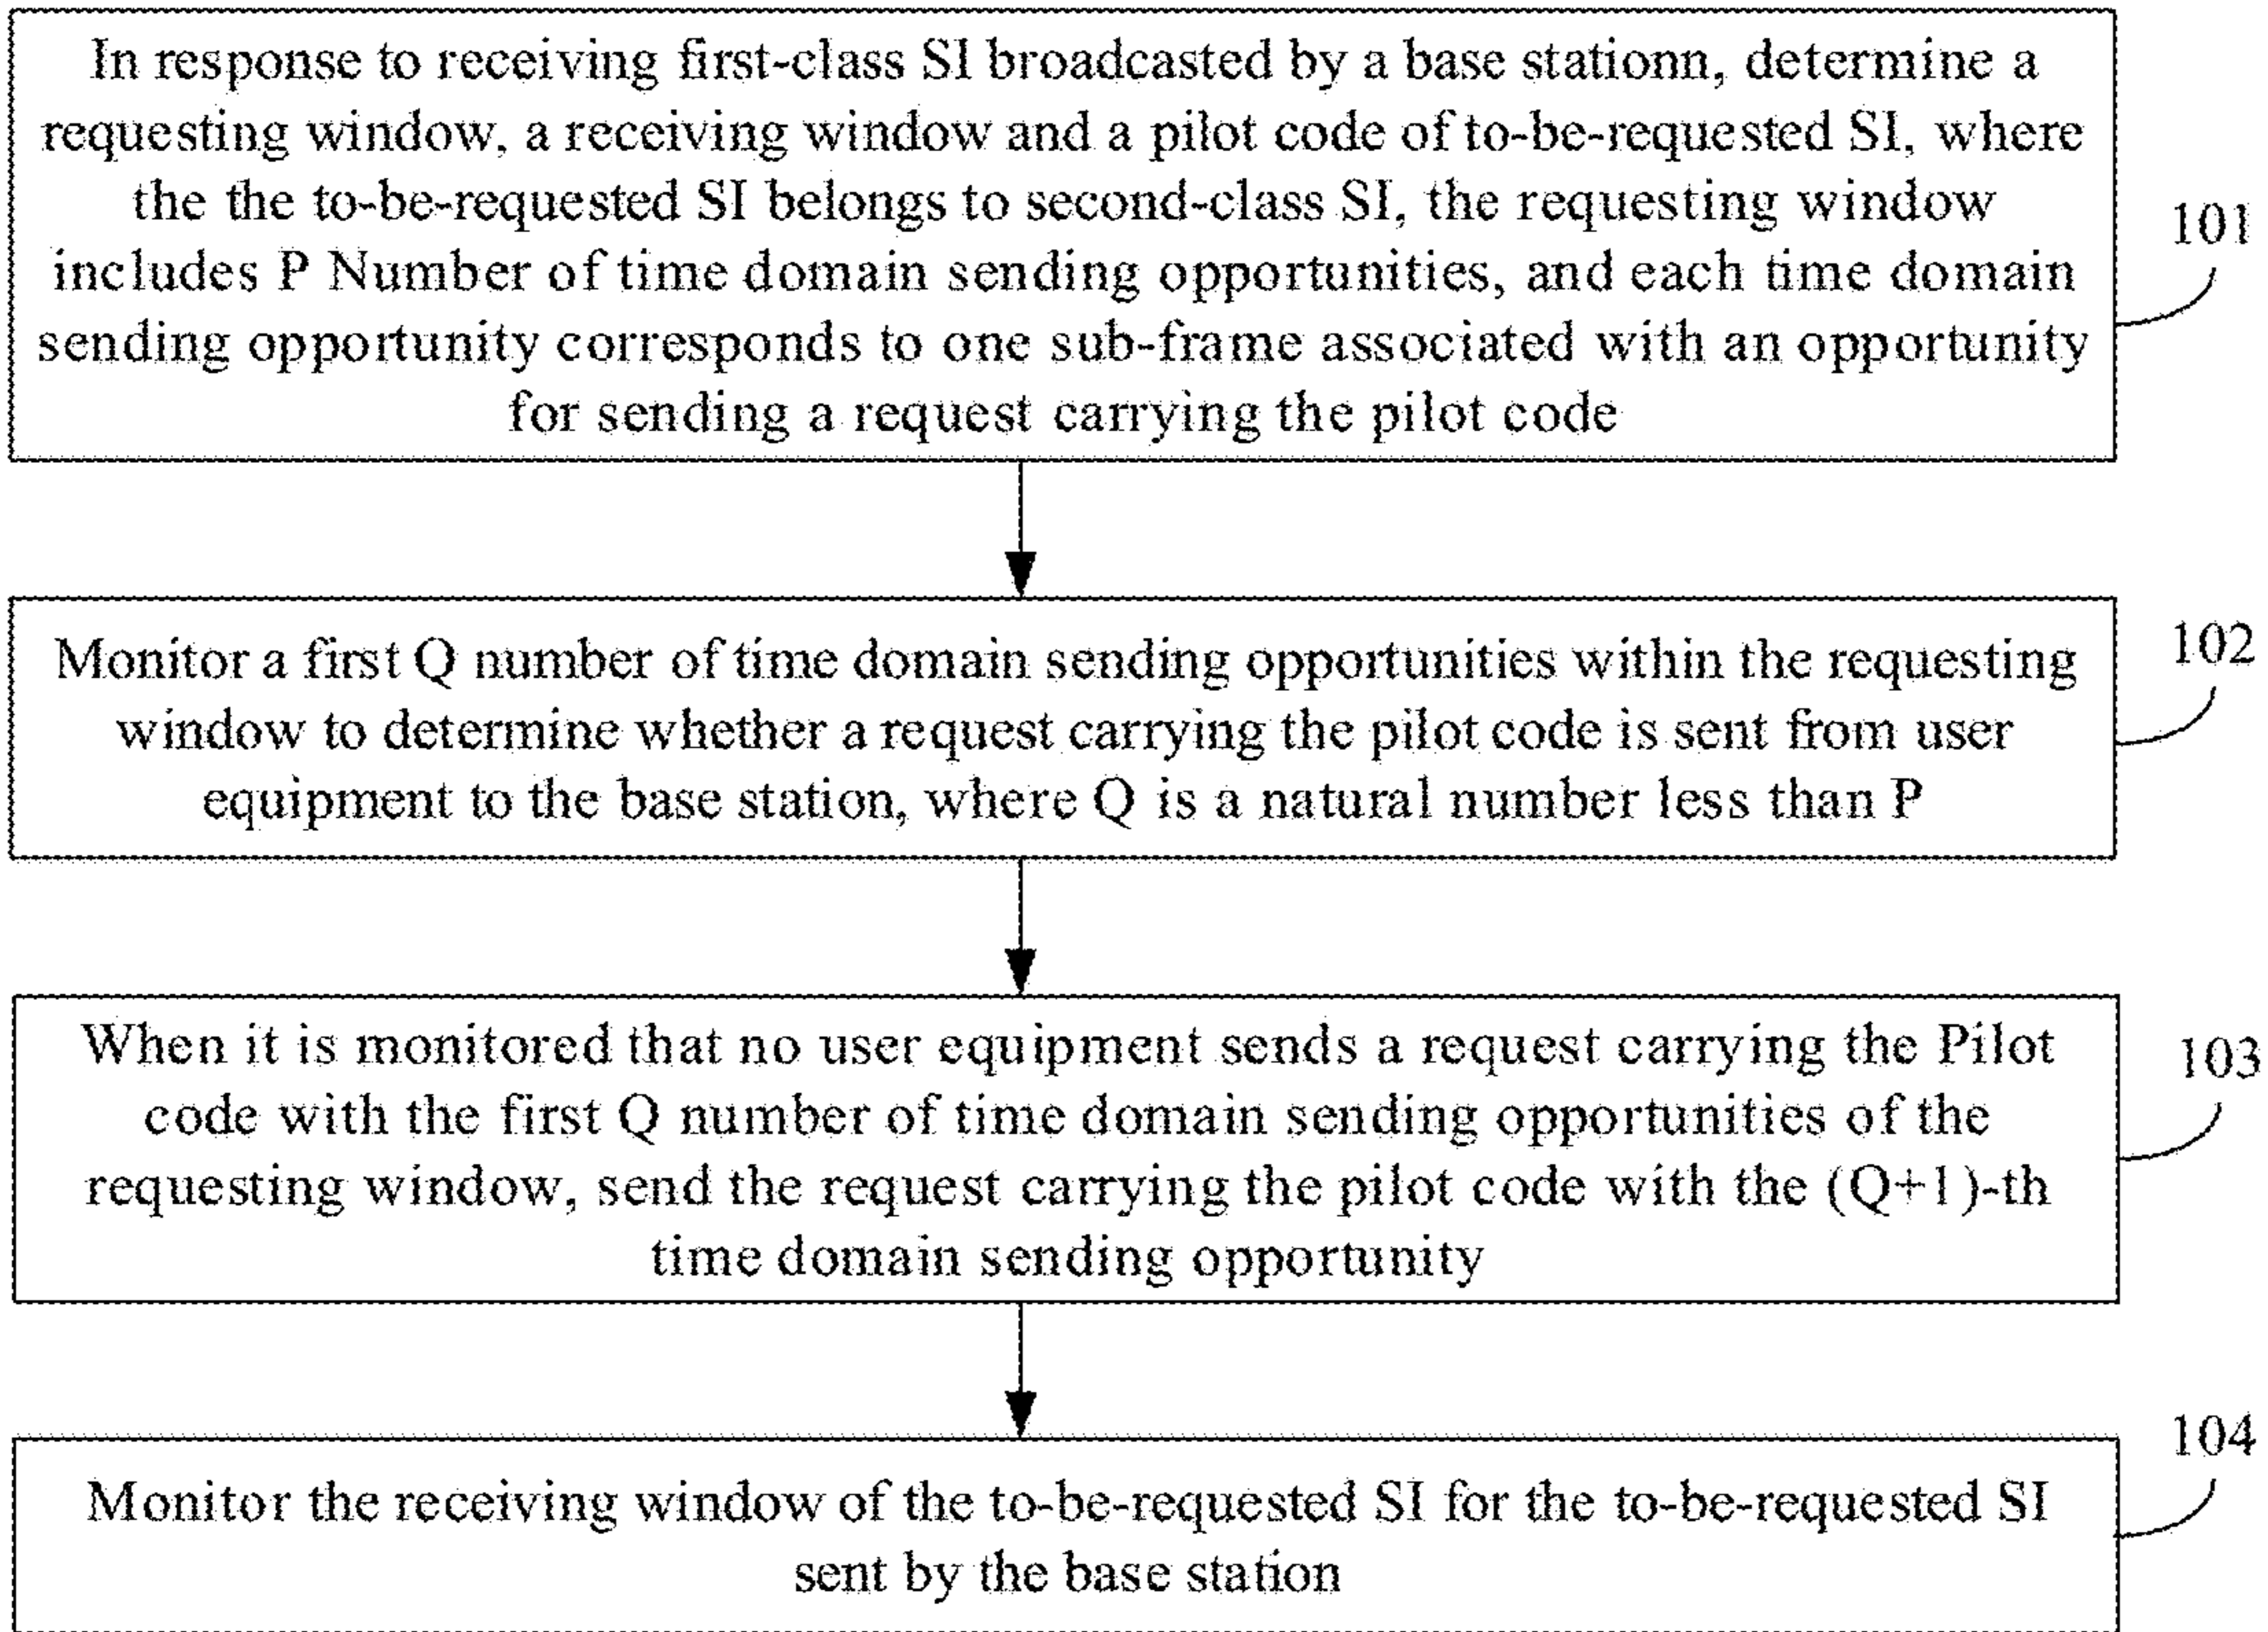 In response to receiving first-class SI broadcasted by a base stationn, determine a
requesting window, a receiving window and a pilot code of to-be-requested SI, where
the the to-be-requested SI belongs to second-class SI, the requesting window
includes P Number of time domain sending opportunities, and each time domain
sending opportunity corresponds to one sub-frame associated with an opportunity
for sending a request carrying the pilot code
101
Monitor a first Q number of time domain sending opportunities within the requesting
window to determine whether a request carrying the pilot code is sent from user
equipment to the base station, where Q is a natural number less than P
102
When it is monitored that no user equipment sends a request carrying the Pilot
code with the first Q number of time domain sending opportunities of the
requesting window, send the request carrying the pilot code with the (Q+1)-th
time domain sending opportunity
103
Monitor the receiving window of the to-be-requested SI for the to-be-requested SI
sent by the base station
104